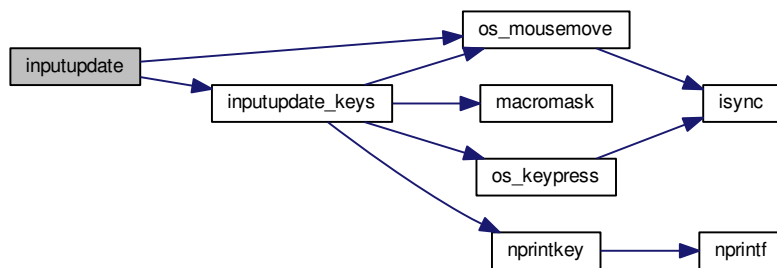 inputupdate
inputupdate_keys
os_mousemove
macromask
os_keypress
nprintkey
isync
nprintf